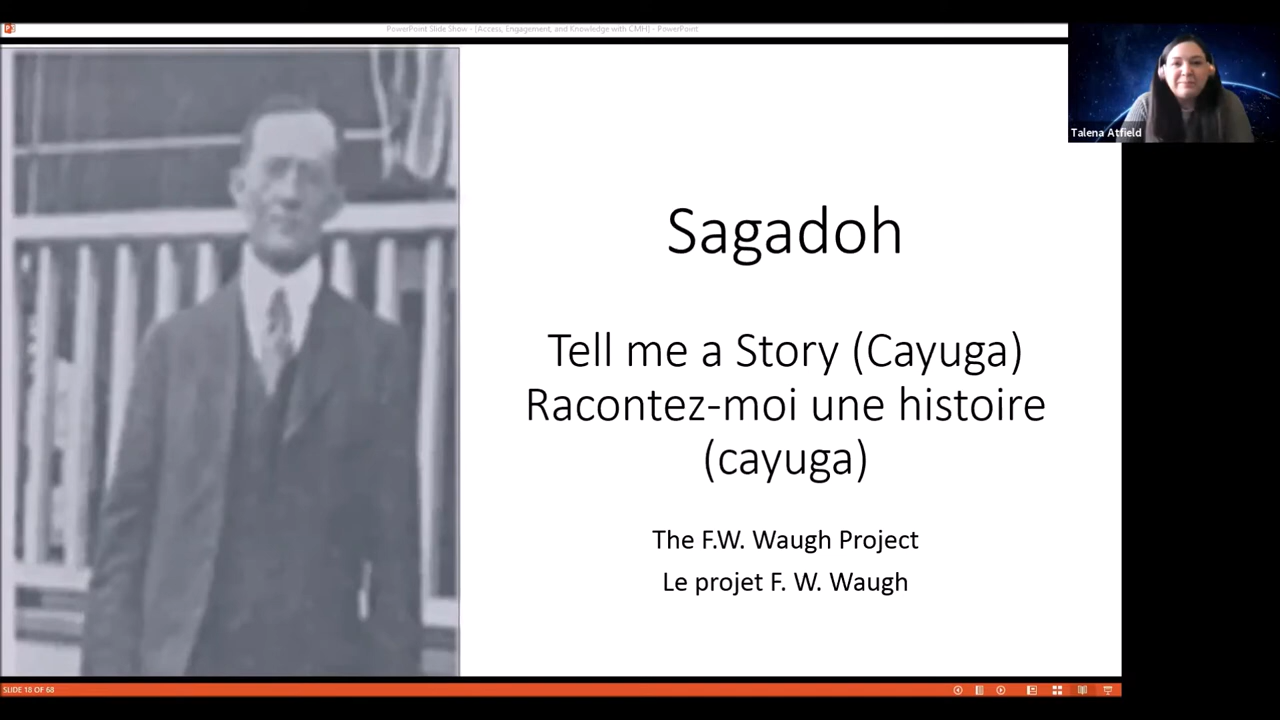 PowerPoint Slide Show - [Access, Engagement, and Knowledge with CMH] - PowerPoint
Talena Atfield
Sagadoh
Tell me a Story (Cayuga)
Racontez-moi une histoire
(cayuga)
The F.W. Waugh Project
Le projet F. W. Waugh
SLIDE 18 OF 68